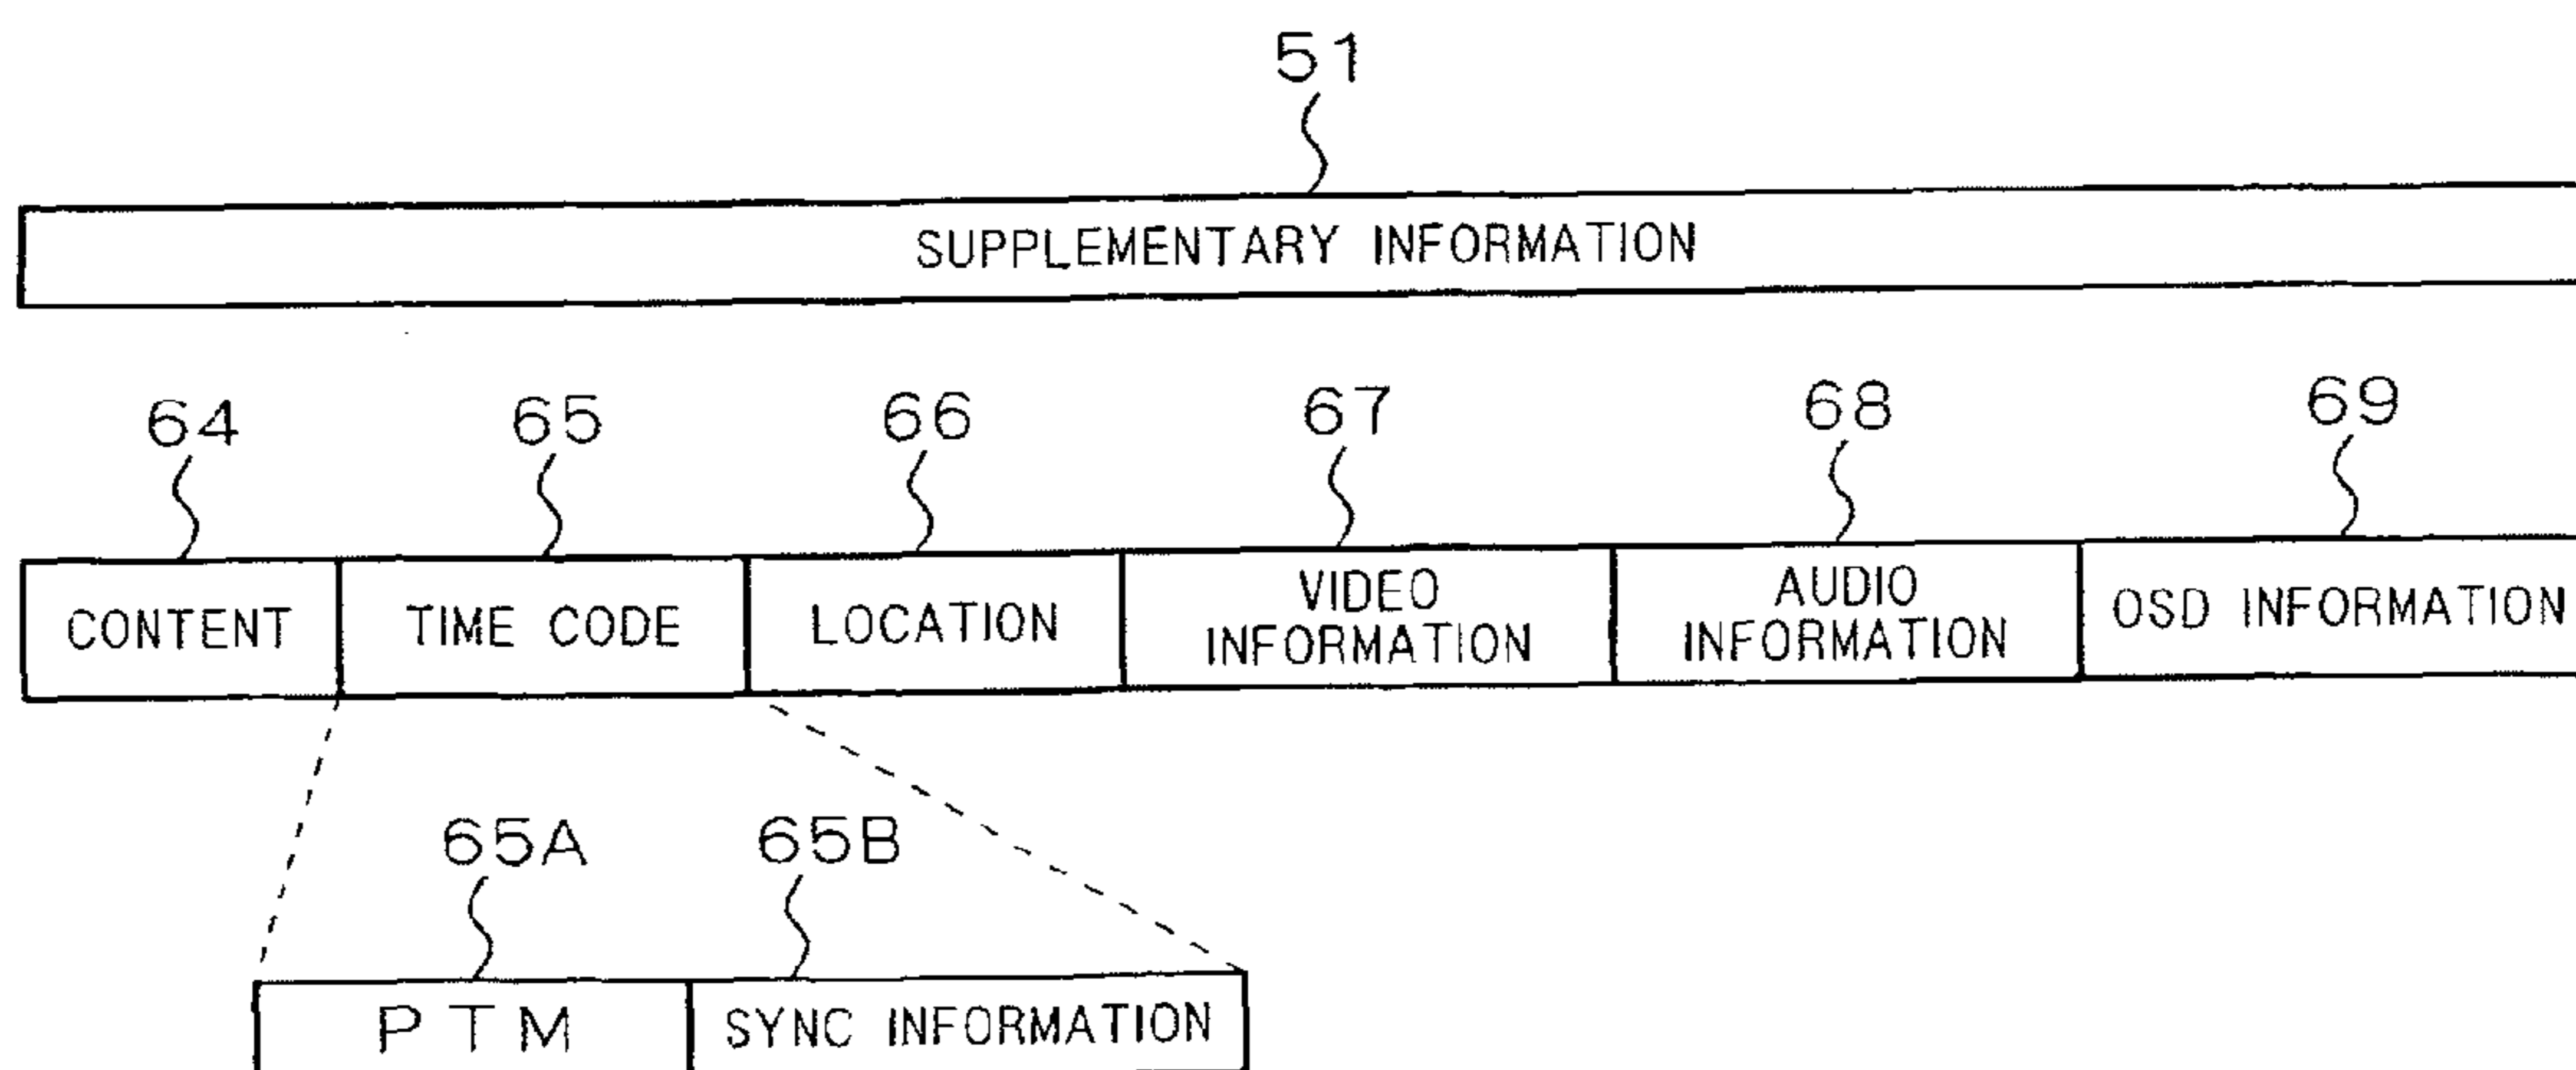 51
SUPPLEMENTARY INFORMATION
64 65 66 67 68 69
CONTENT TIME CODE LOCATION VIDEO INFORMATION AUDIO INFORMATION OSD INFORMATION
65A 65B
PTM SYNC INFORMATION